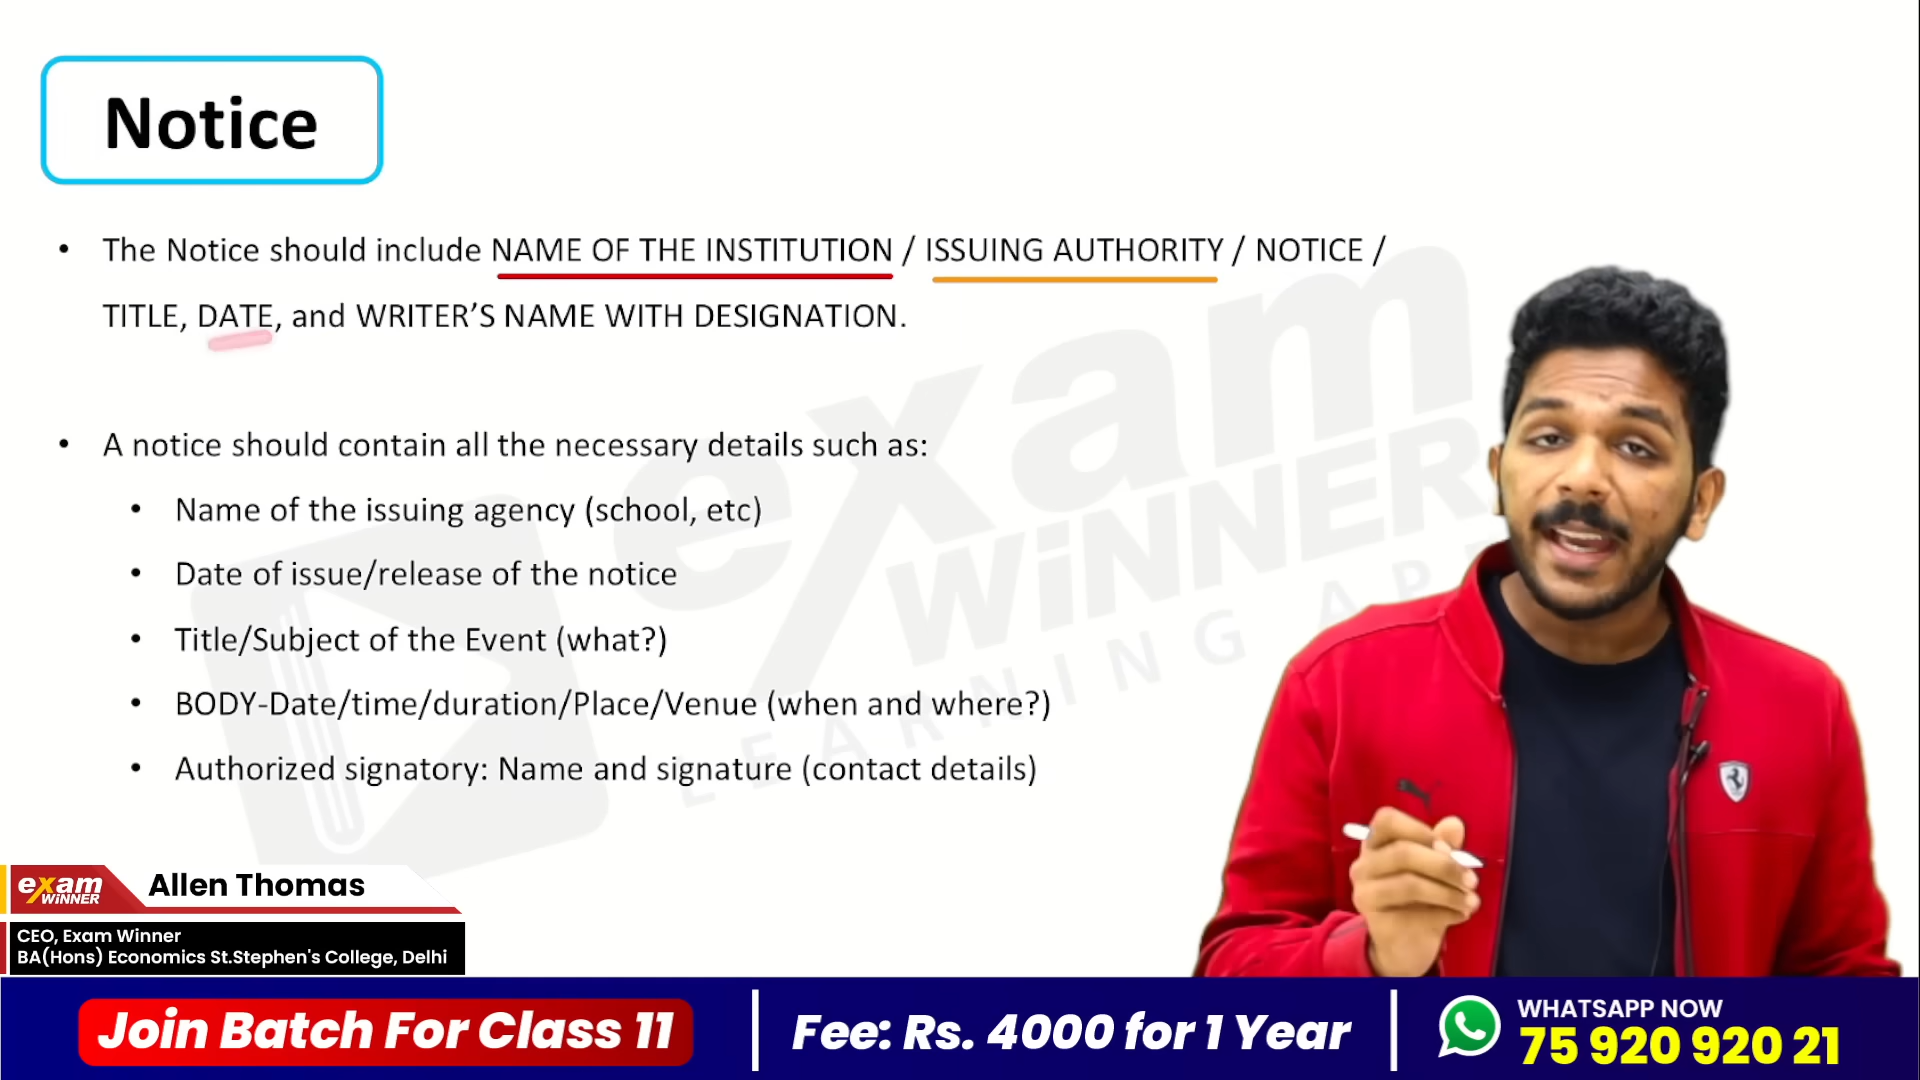 Notice
• The Notice should include NAME OF THE INSTITUTION / ISSUING AUTHORITY / NOTICE /
TITLE, DATE, and WRITER’S NAME WITH DESIGNATION.
• A notice should contain all the necessary details such as:
• Name of the issuing agency (school, etc)
• Date of issue/release of the notice
• Title/Subject of the Event (what?)
• BODY-Date/time/duration/Place/Venue (when and where?)
• Authorized signatory: Name and signature (contact details)
exam
WiNNER
LEARNING AP
exam
WiNNER
Allen Thomas
CEO, Exam Winner
BA(Hons) Economics St.Stephen's College, Delhi
Join Batch For Class 11
Fee: Rs. 4000 for 1 Year
WHATSAPP NOW
75 920 920 21